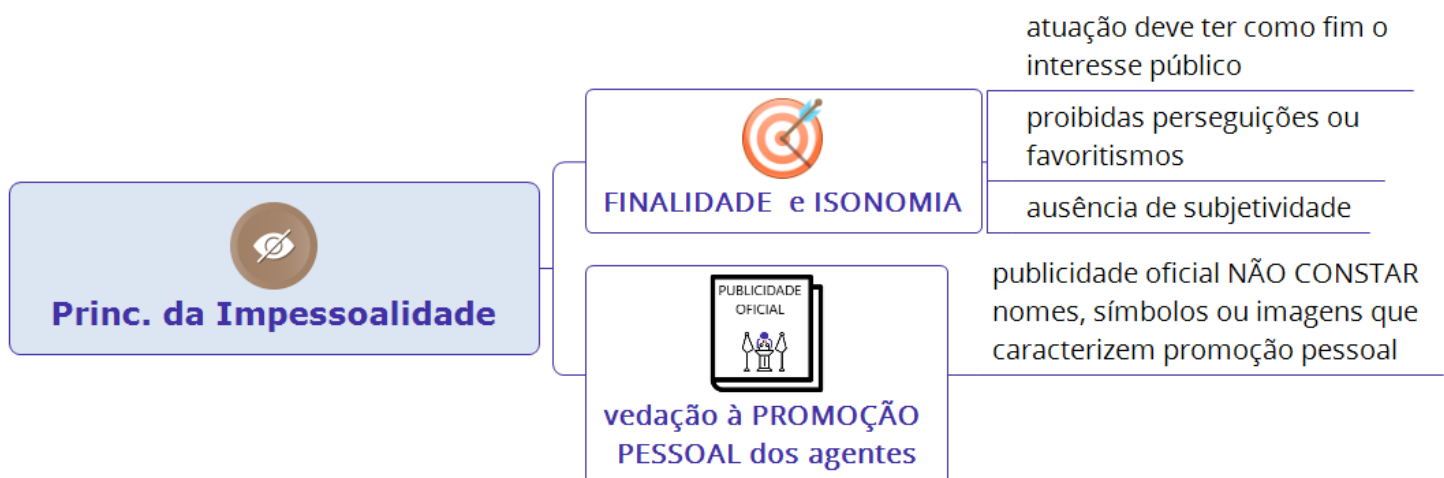 Princ. da Impessoalidade
FINALIDADE e ISONOMIA
atuação deve ter como fim o
interesse público
proibidas perseguições ou
favoritismos
ausência de subjetividade
PUBLICIDADE
OFICIAL
vedação à PROMOÇÃO
PESSOAL dos agentes
publicidade oficial NÃO CONSTAR
nomes, símbolos ou imagens que
caracterizem promoção pessoal